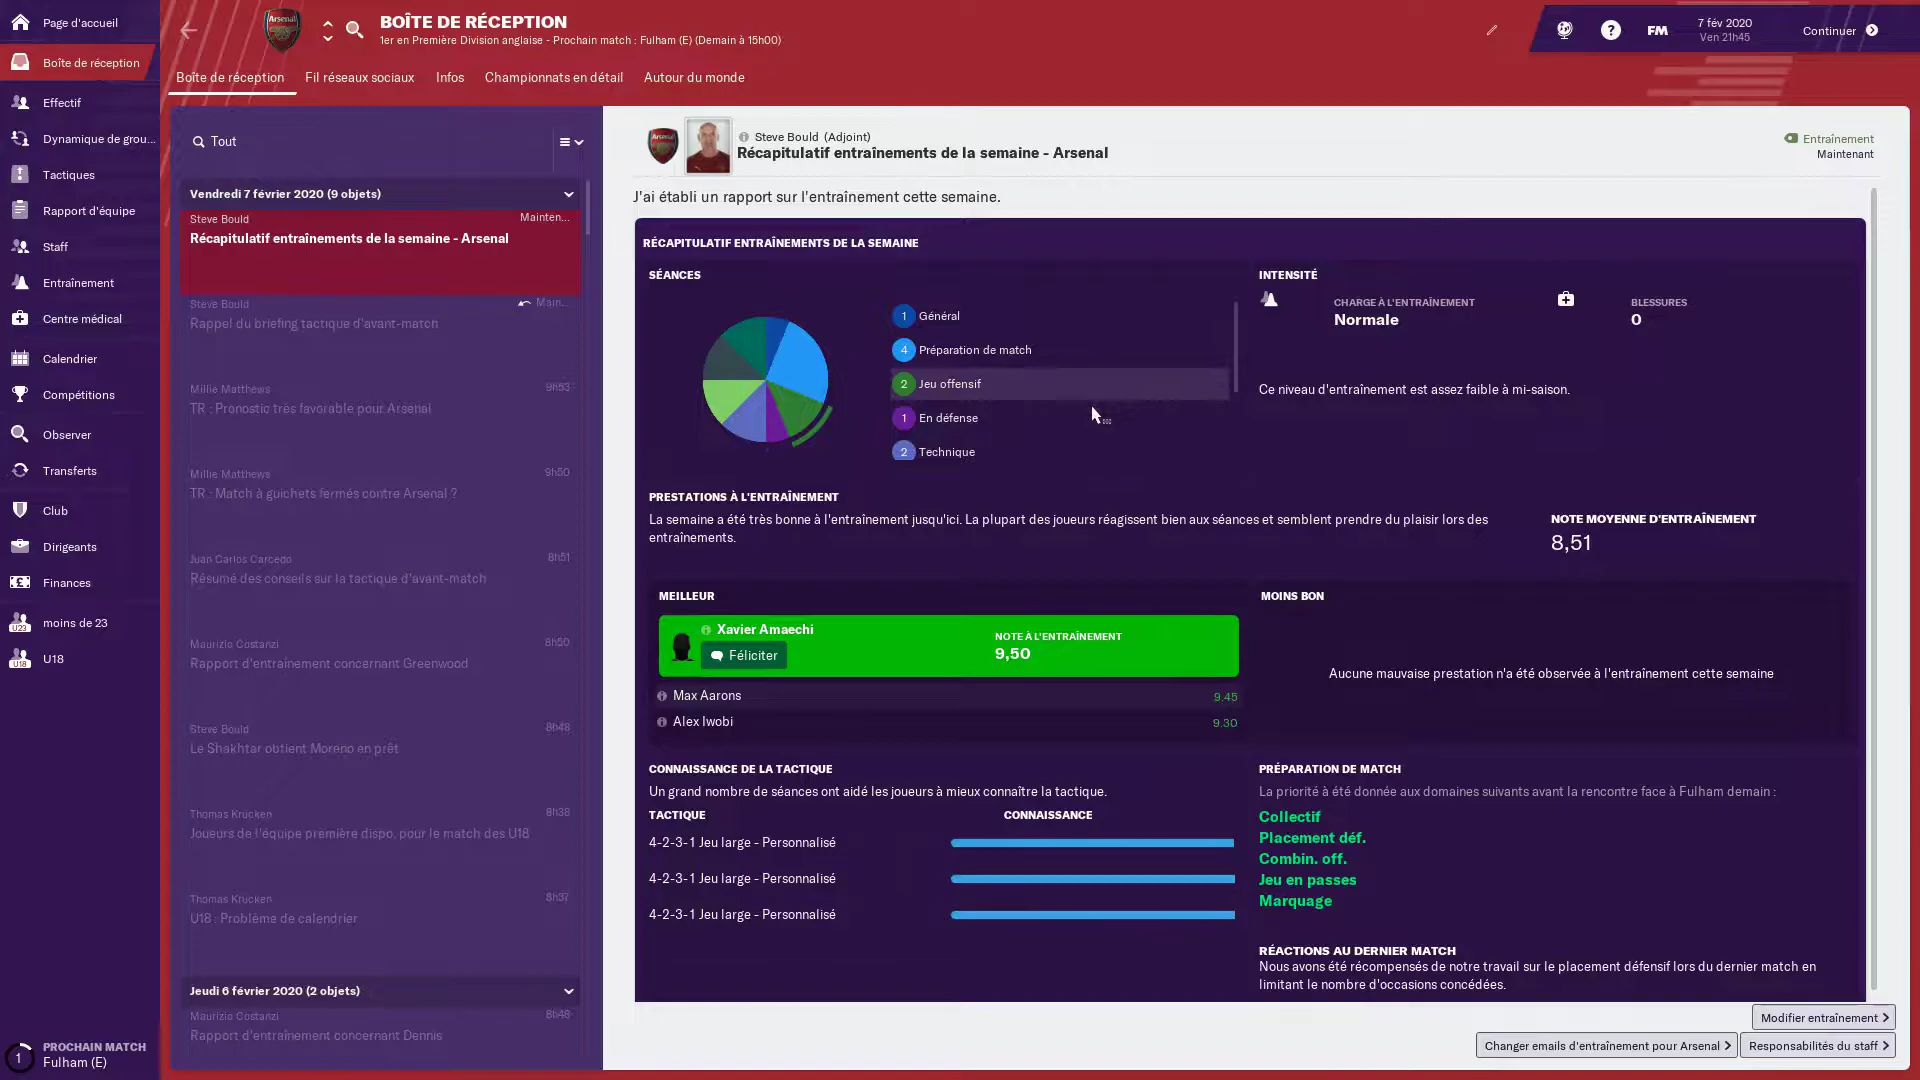 Page d'accueil
Boîte de réception
Effectif
Dynamique de grou...
Tactiques
Rapport d'équipe
Staff
Entraînement
Centre médical
Calendrier
Compétitions
Observer
Transferts
Club
Dirigeants
Finances
U23
moins de 23
U18
U18
1
PROCHAIN MATCH
Fulham (E)
Arsenal
BOÎTE DE RÉCEPTION
1er en Première Division anglaise - Prochain match : Fulham (E) (Demain à 15h00)
FM
7 fév 2020
Ven 21h45
Continuer
Boîte de réception
Fil réseaux sociaux
Infos
Championnats en détail
Autour du monde
Tout
Vendredi 7 février 2020 (9 objets)
Steve Bould
Mainten...
Récapitulatif entraînements de la semaine - Arsenal
Steve Bould
Main...
Rappel du briefing tactique d'avant-match
Millie Matthews
9h53
TR : Pronostic très favorable pour Arsenal
Millie Matthews
9h50
TR : Match à guichets fermés contre Arsenal ?
Juan Carlos Carcedo
8h51
Résumé des conseils sur la tactique d'avant-match
Maurizio Costanzi
8h50
Rapport d'entraînement concernant Greenwood
Steve Bould
8h48
Le Shakhtar obtient Moreno en prêt
Thomas Krücken
8h38
Joueurs de l'équipe première dispo. pour le match des U18
Thomas Krücken
8h37
U18 : Problème de calendrier
Jeudi 6 février 2020 (2 objets)
Maurizio Costanzi
8h48
Rapport d'entraînement concernant Dennis
Arsenal
Steve Bould (Adjoint)
Récapitulatif entraînements de la semaine - Arsenal
Entraînement
Maintenant
J'ai établi un rapport sur l'entraînement cette semaine.
RÉCAPITULATIF ENTRAÎNEMENTS DE LA SEMAINE
SÉANCES
1 Général
4 Préparation de match
2 Jeu offensif
1 En défense
2 Technique
INTENSITÉ
CHARGE À L'ENTRAÎNEMENT
Normale
BLESSURES
0
Ce niveau d'entraînement est assez faible à mi-saison.
PRESTATIONS À L'ENTRAÎNEMENT
La semaine a été très bonne à l'entraînement jusqu'ici. La plupart des joueurs réagissent bien aux séances et semblent prendre du plaisir lors des
entraînements.
NOTE MOYENNE D'ENTRAÎNEMENT
8,51
MEILLEUR
Xavier Amaechi
Féliciter
NOTE À L'ENTRAÎNEMENT
9,50
Max Aarons
9.45
Alex Iwobi
9.30
MOINS BON
Aucune mauvaise prestation n'a été observée à l'entraînement cette semaine
CONNAISSANCE DE LA TACTIQUE
Un grand nombre de séances ont aidé les joueurs à mieux connaître la tactique.
TACTIQUE
CONNAISSANCE
4-2-3-1 Jeu large - Personnalisé
4-2-3-1 Jeu large - Personnalisé
4-2-3-1 Jeu large - Personnalisé
PRÉPARATION DE MATCH
La priorité à été donnée aux domaines suivants avant la rencontre face à Fulham demain :
Collectif
Placement déf.
Combin. off.
Jeu en passes
Marquage
RÉACTIONS AU DERNIER MATCH
Nous avons été récompensés de notre travail sur le placement défensif lors du dernier match en
limitant le nombre d'occasions concédées.
Modifier entraînement
Changer emails d'entraînement pour Arsenal
Responsabilités du staff